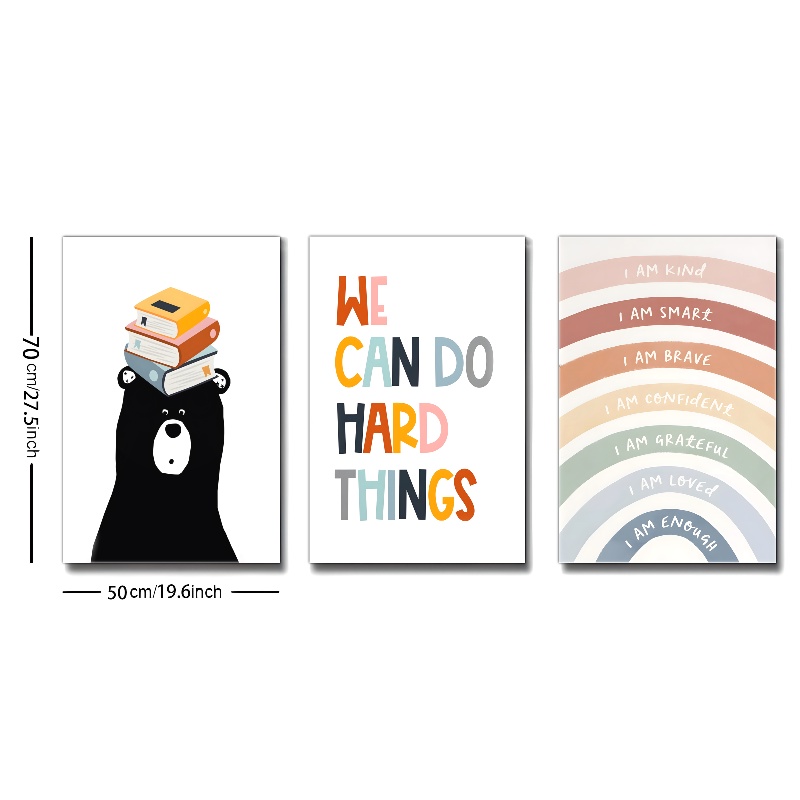 70cm/27.5inch
50cm/19.6inch
WE
CAN DO
HARD
THINGS
I AM KINd
I AM SMARt
I AM BRAVE
I AM CONFIdENt
I AM GRAtEFUL
I AM LOVEd
I AM ENOUGH